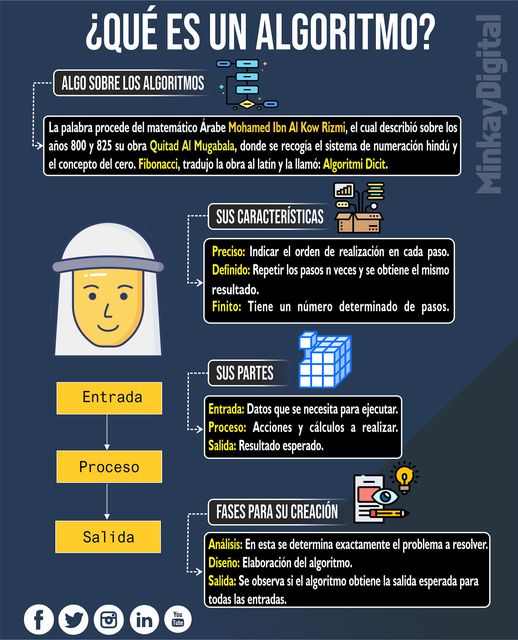 ¿QUÉ ES UN ALGORITMO?
MinkayDigital
ALGO SOBRE LOS ALGORITMOS
La palabra procede del matemático Árabe Mohamed Ibn Al Kow Rizmi, el cual describió sobre los
años 800 y 825 su obra Quitad Al Mugabala, donde se recogía el sistema de numeración hindú y
el concepto del cero. Fibonacci, tradujo la obra al latín y la llamó: Algoritmi Dicit.
SUS CARACTERÍSTICAS
Preciso: Indicar el orden de realización en cada paso.
Definido: Repetir los pasos n veces y se obtiene el mismo
resultado.
Finito: Tiene un número determinado de pasos.
SUS PARTES
Entrada: Datos que se necesita para ejecutar.
Proceso: Acciones y cálculos a realizar.
Salida: Resultado esperado.
Entrada
Proceso
Salida
FASES PARA SU CREACIÓN
Análisis: En esta se determina exactamente el problema a resolver.
Diseño: Elaboración del algoritmo.
Salida: Se observa si el algoritmo obtiene la salida esperada para
todas las entradas.
You
Tube